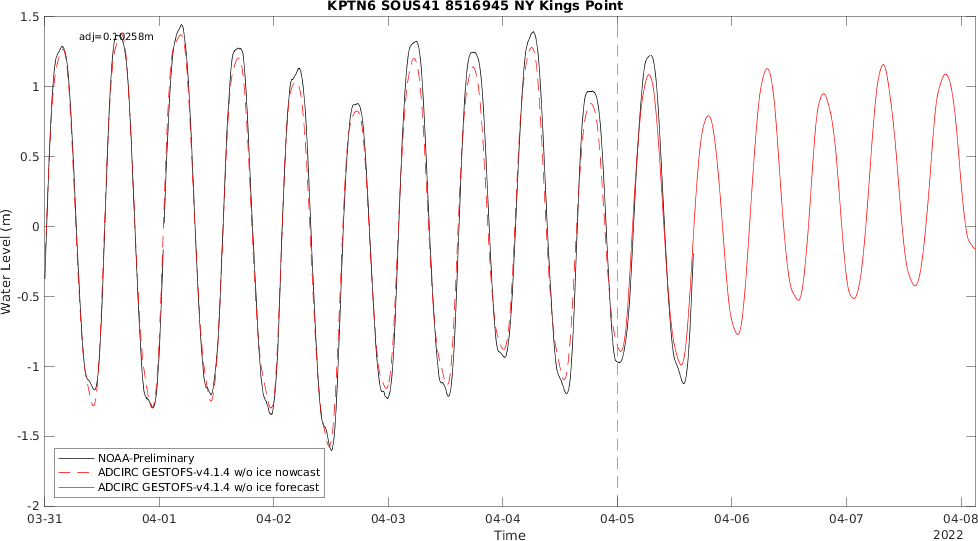 KPTN6 SOUS41 8516945 NY Kings Point
adj=0.10258m
1.5
1
0.5
0
-0.5
-1
-1.5
-2
Water Level (m)
NOAA-Preliminary
ADCIRC GESTOFS-v4.1.4 w/o ice nowcast
ADCIRC GESTOFS-v4.1.4 w/o ice forecast
03-31 04-01 04-02 04-03 04-04 04-05 04-06 04-07 04-08
Time
2022